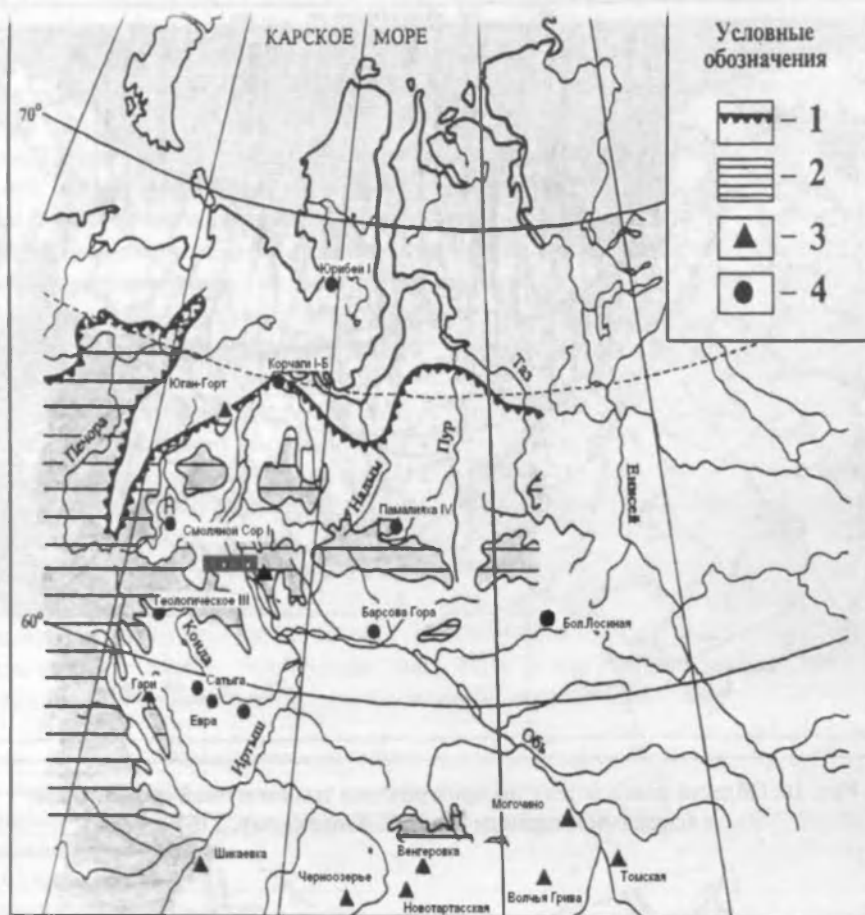 КАРСКОЕ МОРЕ
Условные
обозначения
70°
1
2
3
4
Юрибей I
Корчаги I-Б
Таз
Юган-Горт
Печора
Пур
Надым
Енисей
Памалияха IV
Смоляной Сор I
Геологическое III
Барсова Гора
Бол.Лосиная
60°
Конда
Сатыга
Гари
Евра
Иртыш
Обь
Могочино
Шикаевка
Венгеровка
Томская
Черноозерье
Волчья Грива
Новотартасская